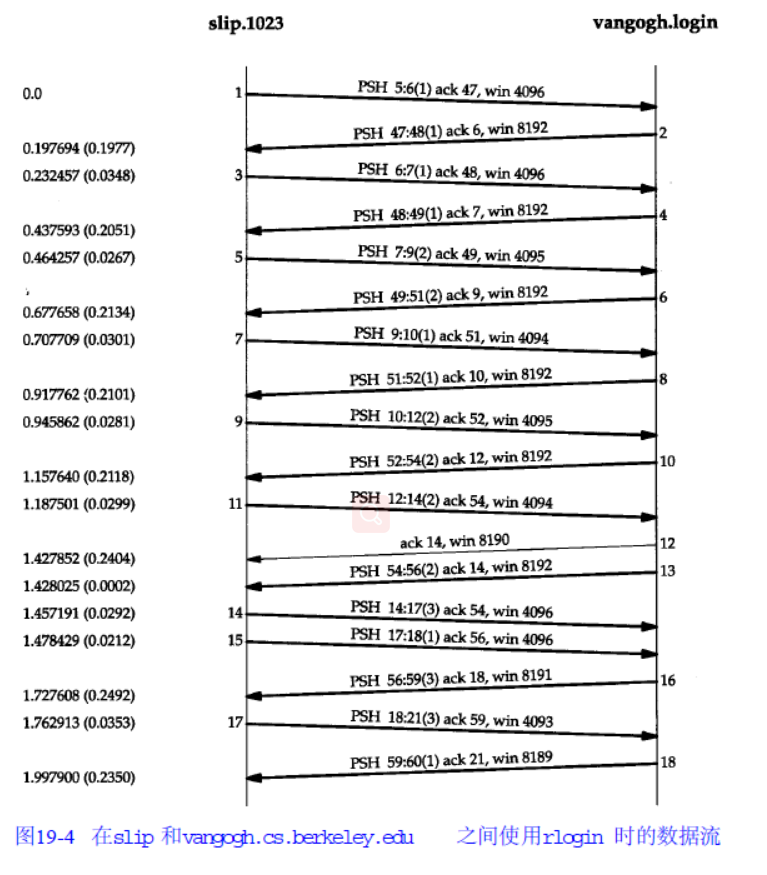 slip.1023 vangogh.login
0.0 1 PSH 5:6(1) ack 47, win 4096
PSH 47:48(1) ack 6, win 8192 2
0.197694 (0.1977)
0.232457 (0.0348) 3 PSH 6:7(1) ack 48, win 4096
PSH 48:49(1) ack 7, win 8192 4
0.437593 (0.2051)
0.464257 (0.0267) 5 PSH 7:9(2) ack 49, win 4095
PSH 49:51(2) ack 9, win 8192 6
0.677658 (0.2134)
0.707709 (0.0301) 7 PSH 9:10(1) ack 51, win 4094
PSH 51:52(1) ack 10, win 8192 8
0.917762 (0.2101)
0.945862 (0.0281) 9 PSH 10:12(2) ack 52, win 4095
PSH 52:54(2) ack 12, win 8192 10
1.157640 (0.2118)
1.187501 (0.0299) 11 PSH 12:14(2) ack 54, win 4094
ack 14, win 8190 12
1.427852 (0.2404)
PSH 54:56(2) ack 14, win 8192 13
1.428025 (0.0002)
1.457191 (0.0292) 14 PSH 14:17(3) ack 54, win 4096
1.478429 (0.0212) 15 PSH 17:18(1) ack 56, win 4096
PSH 56:59(3) ack 18, win 8191 16
1.727608 (0.2492)
1.762913 (0.0353) 17 PSH 18:21(3) ack 59, win 4093
PSH 59:60(1) ack 21, win 8189 18
1.997900 (0.2350)
图19-4 在slip 和vangogh.cs.berkeley.edu 之间使用rlogin 时的数据流